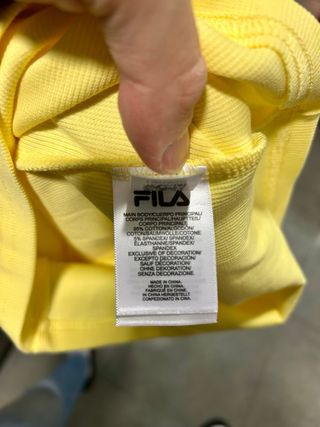 FILA
MAIN BODY/CUERPO PRINCIPAL/
CORPS PRINCIPAL/HAUPTTEIL/
CORPO PRINCIPALE
95% COTTON/ALGODON/
COTON/BAUMWOLLE/COTONE
5% SPANDEX/SPANDEX/
ELASTHANNE/SPANDEX/
SPANDEX
EXCLUSIVE OF DECORATION/
EXCEPTO DECORACIÓN/
SAUF DÉCORATION/
OHNE DEKORATION/
SENZA DECORAZIONE
MADE IN CHINA.
HECHO EN CHINA.
FABRIQUÉ EN CHINE.
IN CHINA HERGESTELLT
CONFEZIONATO IN CINA.